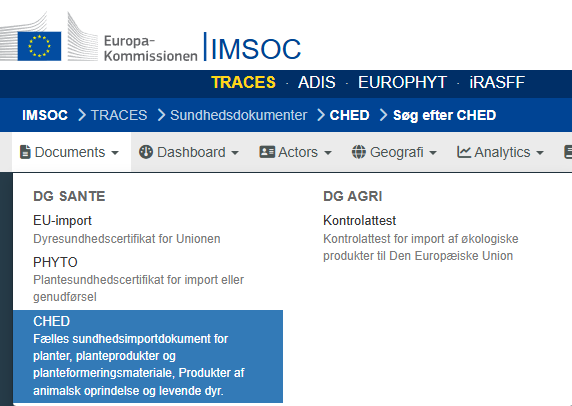 Europa-
Kommissionen
IMSOC
TRACES · ADIS · EUROPHYT · iRASFF
IMSOC > TRACES > Sundhedsdokumenter > CHED > Søg efter CHED
Documents Dashboard Actors Geografi Analytics
DG SANTE
EU-import
Dyresundhedscertifikat for Unionen
PHYTO
Plantesundhedscertifikat for import eller
genudførsel
CHED
Fælles sundhedsimportdokument for
planter, planteprodukter og
planteformeringsmateriale, Produkter af
animalsk oprindelse og levende dyr.
DG AGRI
Kontrolattest
Kontrolattest for import af økologiske
produkter til Den Europæiske Union